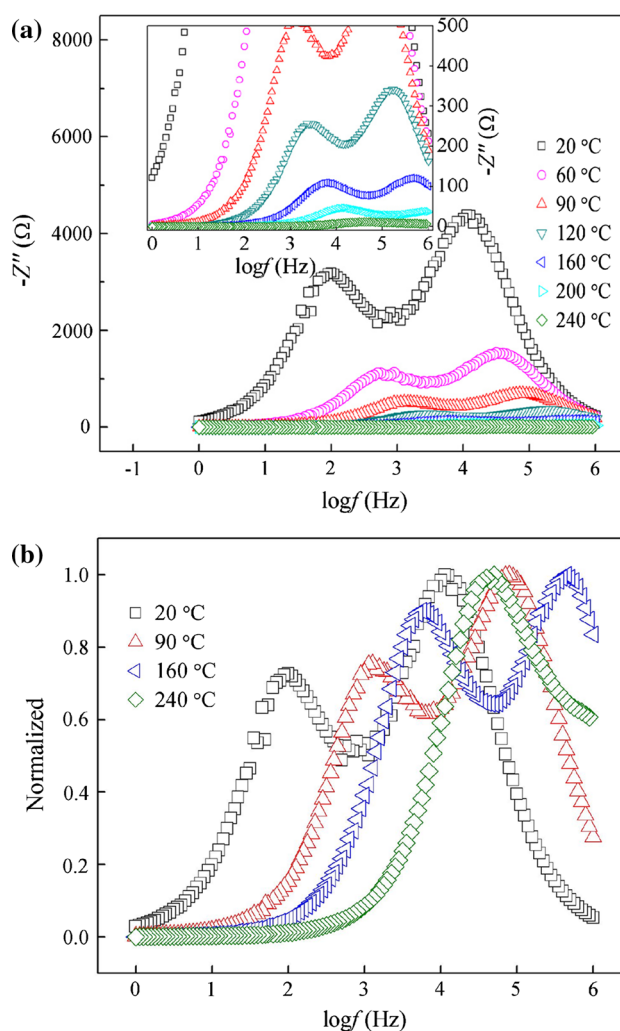 (a)
8000
6000
4000
2000
0
-Z″ (Ω)
-1 0 1 2 3 4 5 6
logf (Hz)
500
400
300
200
100
0
-Z″ (Ω)
0 1 2 3 4 5 6
logf (Hz)
20 °C
60 °C
90 °C
120 °C
160 °C
200 °C
240 °C
(b)
1.0
0.8
0.6
0.4
0.2
0.0
Normalized
20 °C
90 °C
160 °C
240 °C
0 1 2 3 4 5 6
logf (Hz)